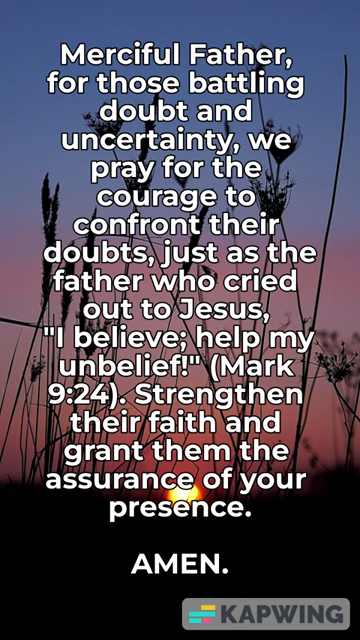 Merciful Father,
for those battling
doubt and
uncertainty, we
pray for the
courage to
confront their
doubts, just as the
father who cried
out to Jesus,
"I believe; help my
unbelief!" (Mark
9:24). Strengthen
their faith and
grant them the
assurance of your
presence.
AMEN.
KAPWING